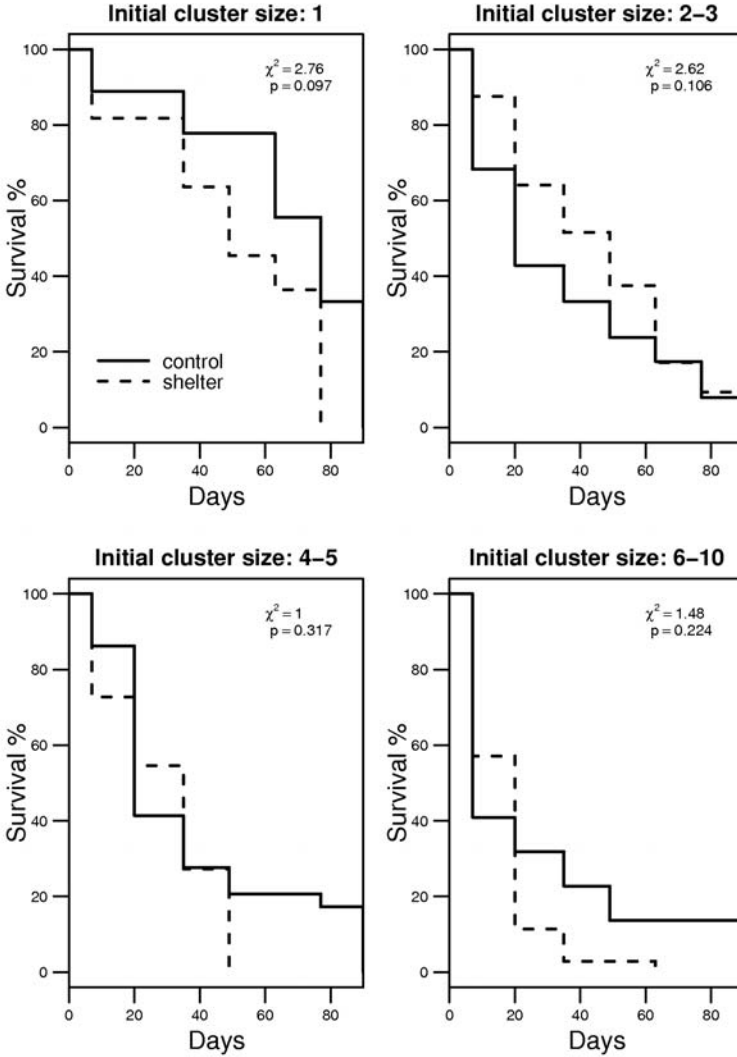 Initial cluster size: 1
100
80
60
40
20
0
Survival %
χ² = 2.76
p = 0.097
control
shelter
0 20 40 60 80
Days
Initial cluster size: 2–3
100
80
60
40
20
0
Survival %
χ² = 2.62
p = 0.106
0 20 40 60 80
Days
Initial cluster size: 4–5
100
80
60
40
20
0
Survival %
χ² = 1
p = 0.317
0 20 40 60 80
Days
Initial cluster size: 6–10
100
80
60
40
20
0
Survival %
χ² = 1.48
p = 0.224
0 20 40 60 80
Days